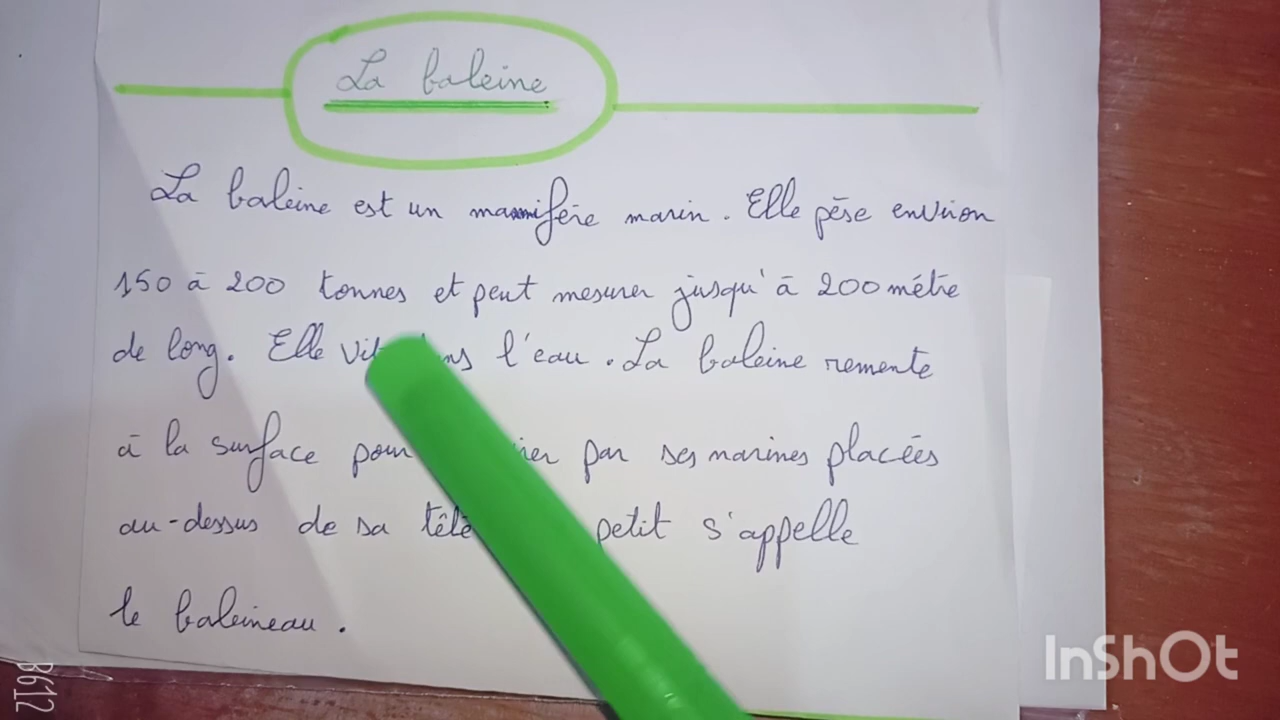 La baleine
La baleine est un mammifère marin. Elle pèse environ
150 à 200 tonnes et peut mesurer jusqu'à 200 mètre
de long. Elle vit l'eau. La baleine remente
à la surface pour par ses narines placées
au-dessus de sa petit s'appelle
le baleineau.
InShOt
B612